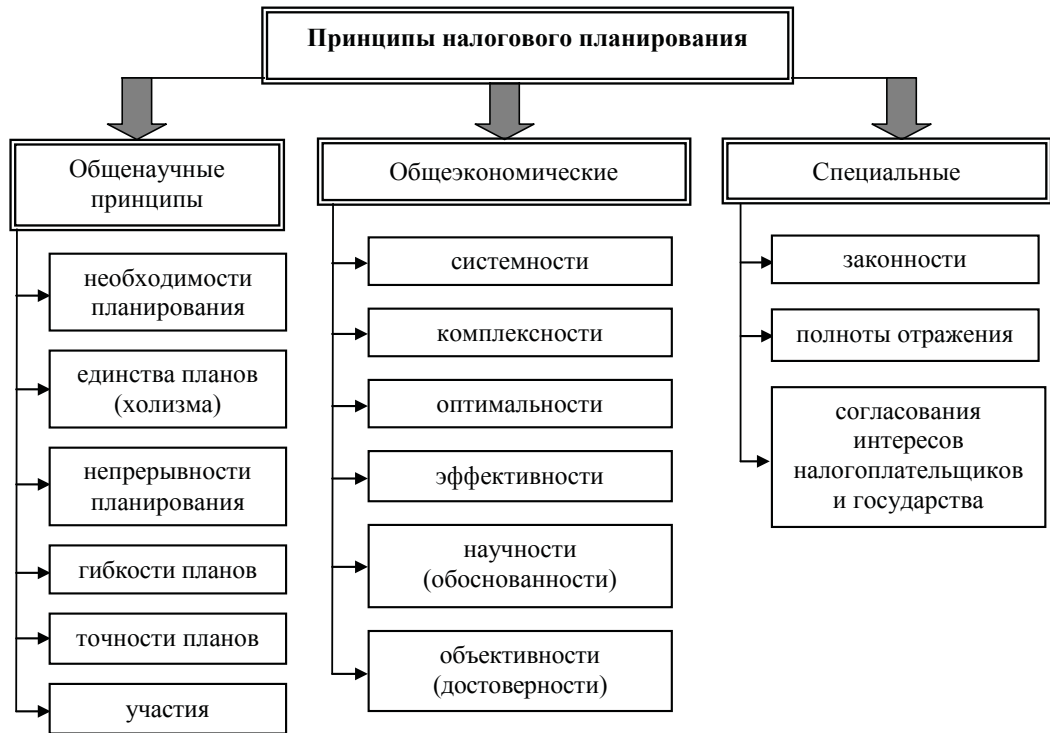 Принципы налогового планирования
Общенаучные
принципы
необходимости
планирования
единства планов
(холизма)
непрерывности
планирования
гибкости планов
точности планов
участия
Общеэкономические
системности
комплексности
оптимальности
эффективности
научности
(обоснованности)
объективности
(достоверности)
Специальные
законности
полноты отражения
согласования
интересов
налогоплательщиков
и государства